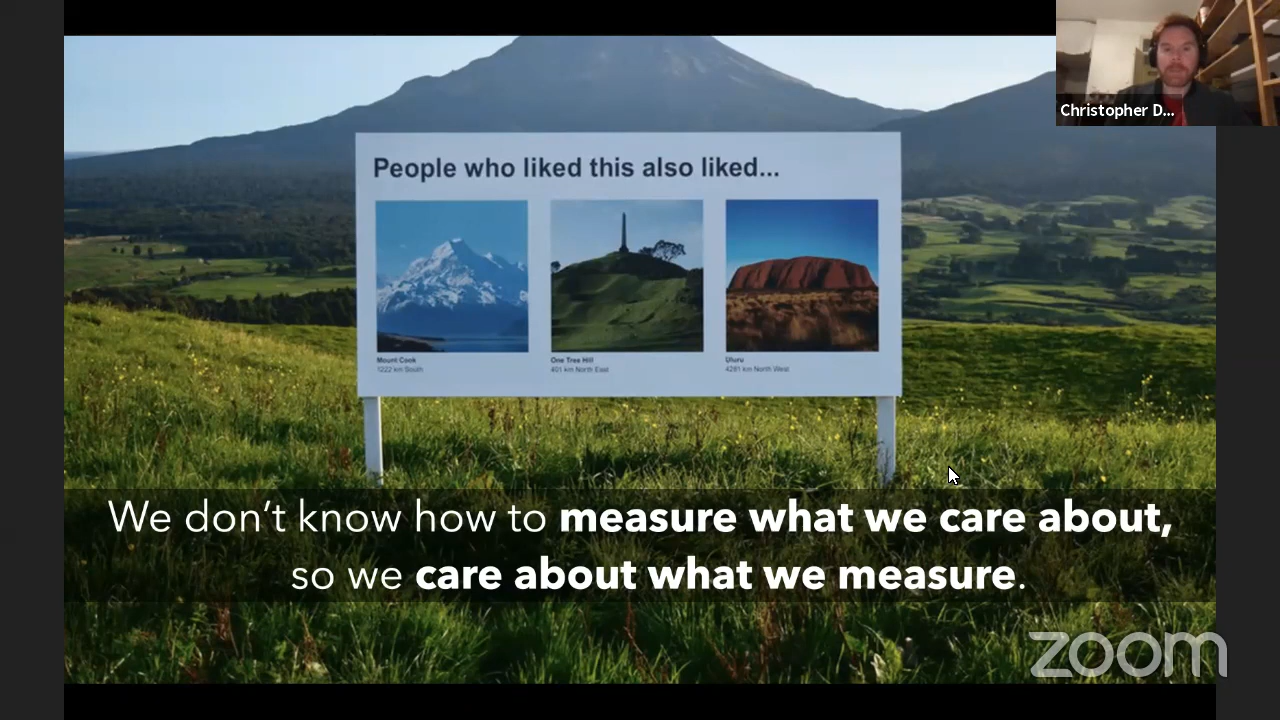 Christopher D...
People who liked this also liked...
Mount Cook
1222 km South
One Tree Hill
401 km North East
Uluru
4281 km North West
We don't know how to measure what we care about,
so we care about what we measure.
zoom